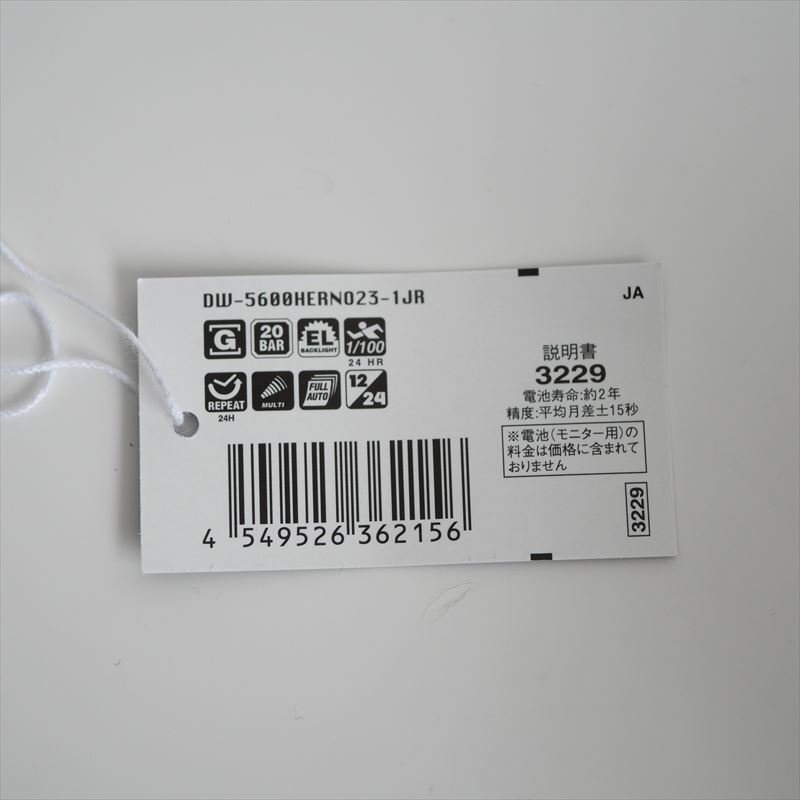 DW-5600HERNO23-1JR
JA
G
20
BAR
EL
BACKLIGHT
1/100
24 HR
REPEAT
24H
MULTI
FULL
AUTO
12/24
4 549526 362156
説明書
3229
電池寿命:約2年
精度:平均月差±15秒
※電池(モニター用)の
料金は価格に含まれて
おりません
3229